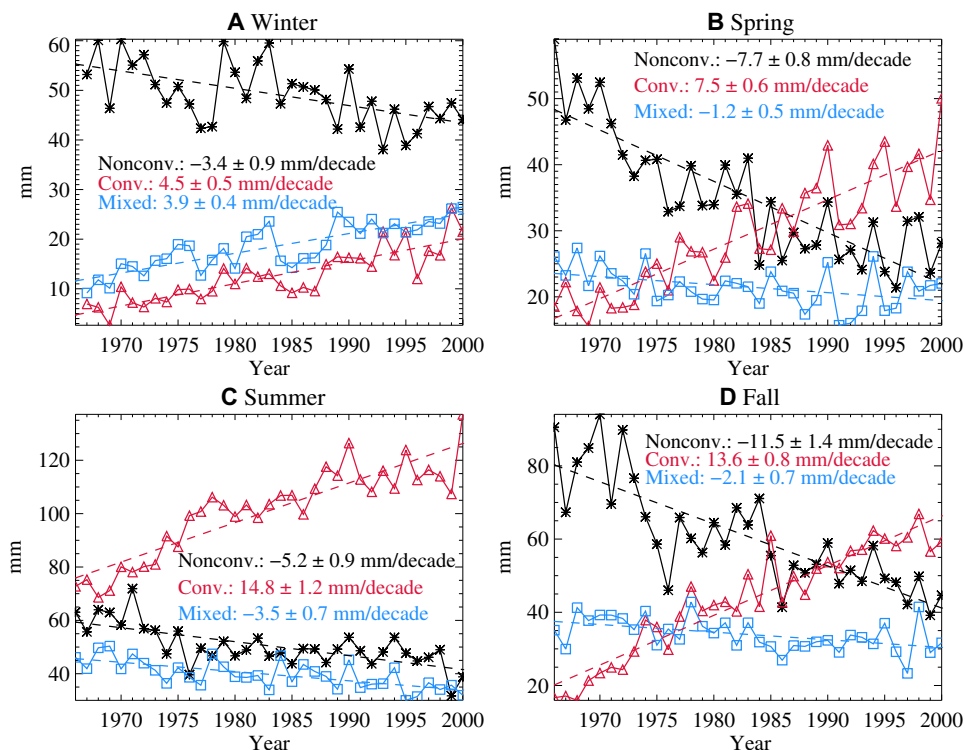 A Winter
60
50
40
30
20
10
mm
Nonconv.: −3.4 ± 0.9 mm/decade
Conv.: 4.5 ± 0.5 mm/decade
Mixed: 3.9 ± 0.4 mm/decade
1970 1975 1980 1985 1990 1995 2000
Year
B Spring
50
40
30
20
mm
Nonconv.: −7.7 ± 0.8 mm/decade
Conv.: 7.5 ± 0.6 mm/decade
Mixed: −1.2 ± 0.5 mm/decade
1970 1975 1980 1985 1990 1995 2000
Year
C Summer
120
100
80
60
40
mm
Nonconv.: −5.2 ± 0.9 mm/decade
Conv.: 14.8 ± 1.2 mm/decade
Mixed: −3.5 ± 0.7 mm/decade
1970 1975 1980 1985 1990 1995 2000
Year
D Fall
80
60
40
20
mm
Nonconv.: −11.5 ± 1.4 mm/decade
Conv.: 13.6 ± 0.8 mm/decade
Mixed: −2.1 ± 0.7 mm/decade
1970 1975 1980 1985 1990 1995 2000
Year